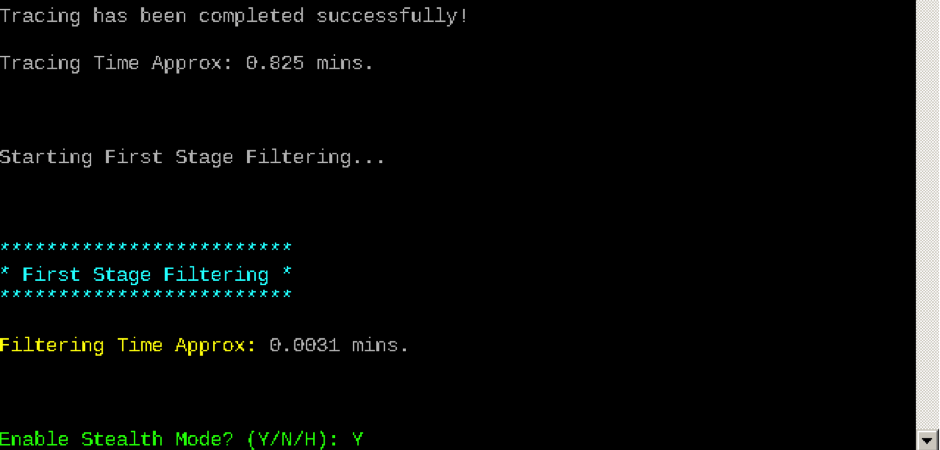 Tracing has been completed successfully!
Tracing Time Approx: 0.825 mins.
Starting First Stage Filtering...
*************************
* First Stage Filtering *
*************************
Filtering Time Approx: 0.0031 mins.
Enable Stealth Mode? (Y/N/H): Y